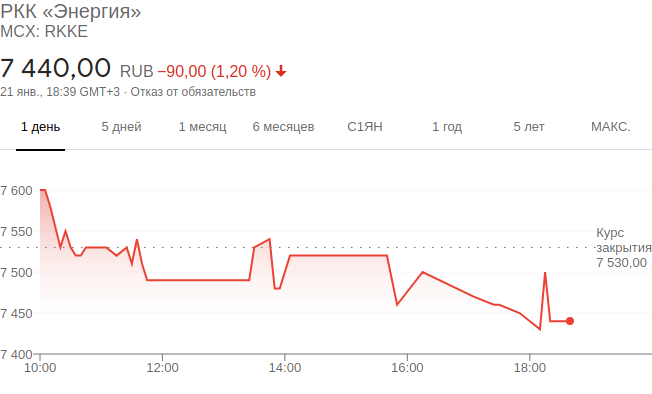 РКК «Энергия»
MCX: RKKE
7 440,00 RUB −90,00 (1,20 %)
21 янв., 18:39 GMT+3 · Отказ от обязательств
1 день 5 дней 1 месяц 6 месяцев С1ЯН 1 год 5 лет МАКС.
7 600
7 550
7 500
7 450
7 400
Курс
закрытия
7 530,00
10:00 12:00 14:00 16:00 18:00